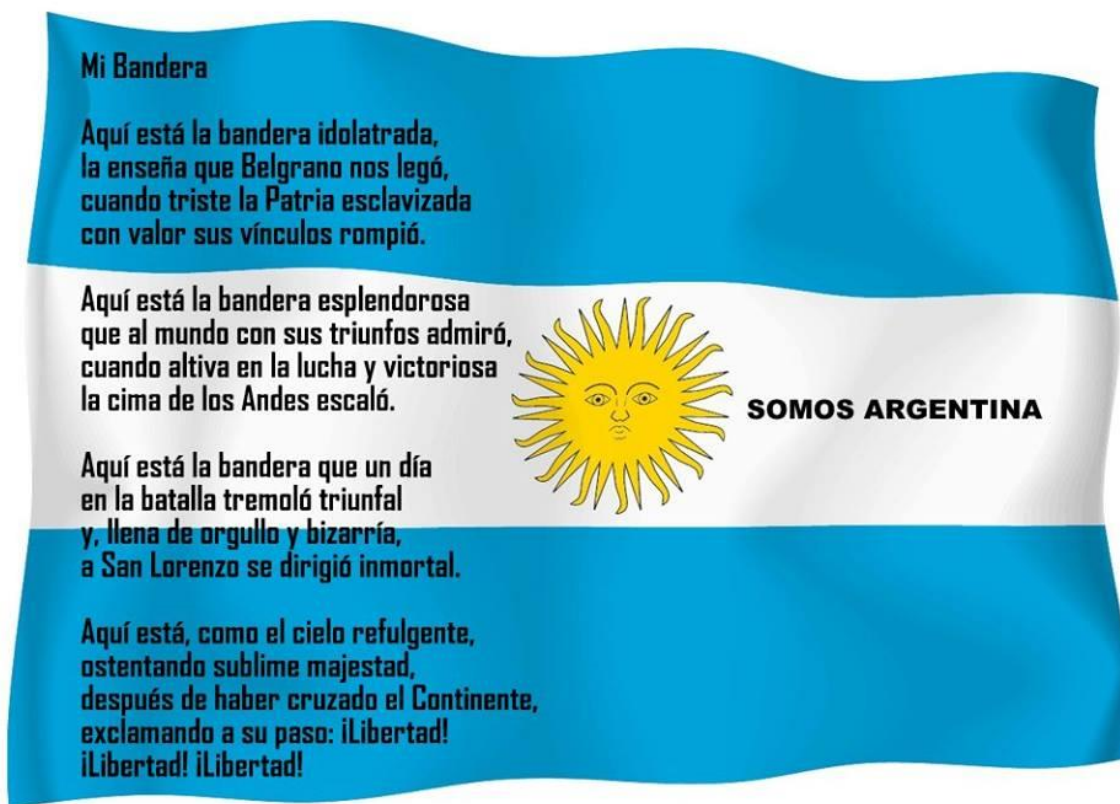 Mi Bandera
Aquí está la bandera idolatrada,
la enseña que Belgrano nos legó,
cuando triste la Patria esclavizada
con valor sus vínculos rompió.
Aquí está la bandera esplendorosa
que al mundo con sus triunfos admiró,
cuando altiva en la lucha y victoriosa
la cima de los Andes escaló.
Aquí está la bandera que un día
en la batalla tremoló triunfal
y, llena de orgullo y bizarría,
a San Lorenzo se dirigió inmortal.
Aquí está, como el cielo refulgente,
ostentando sublime majestad,
después de haber cruzado el Continente,
exclamando a su paso: ¡Libertad!
¡Libertad! ¡Libertad!
SOMOS ARGENTINA